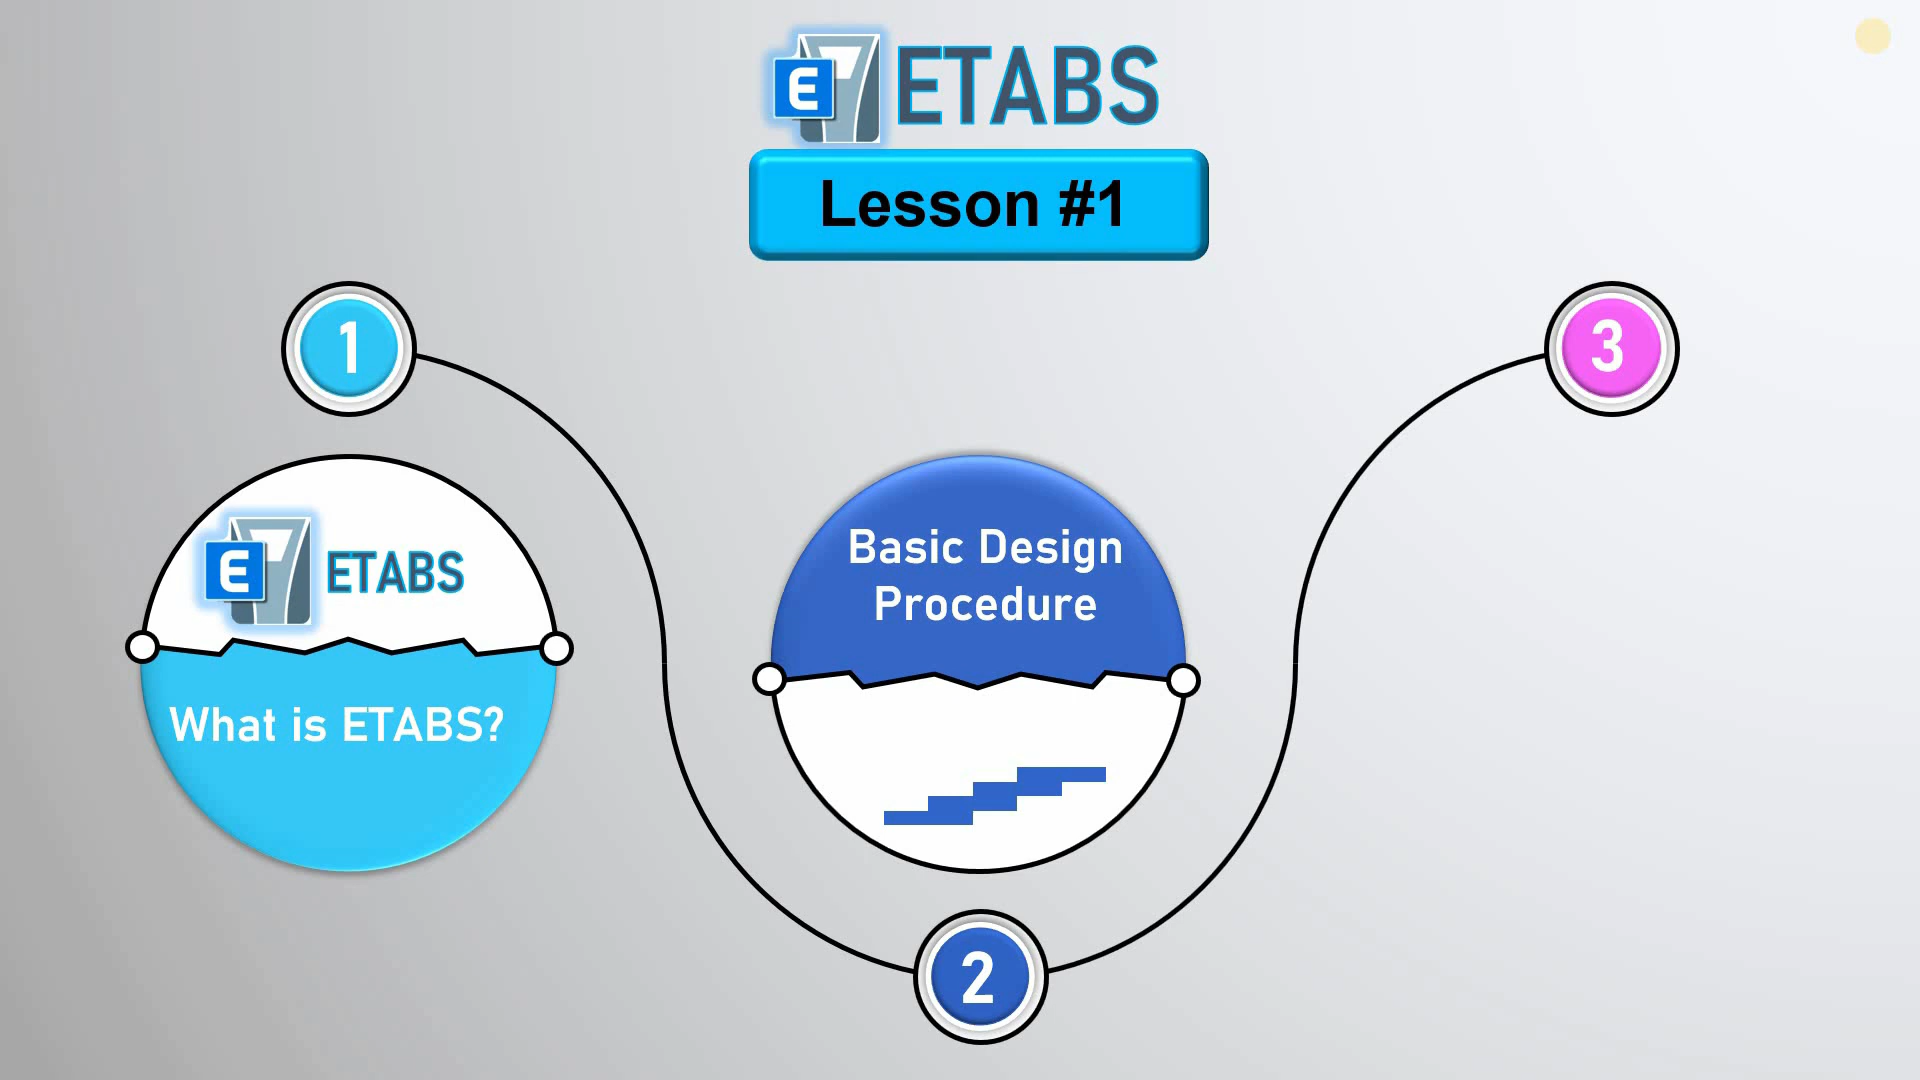 E ETABS
Lesson #1
1
3
E ETABS
What is ETABS?
Basic Design
Procedure
2